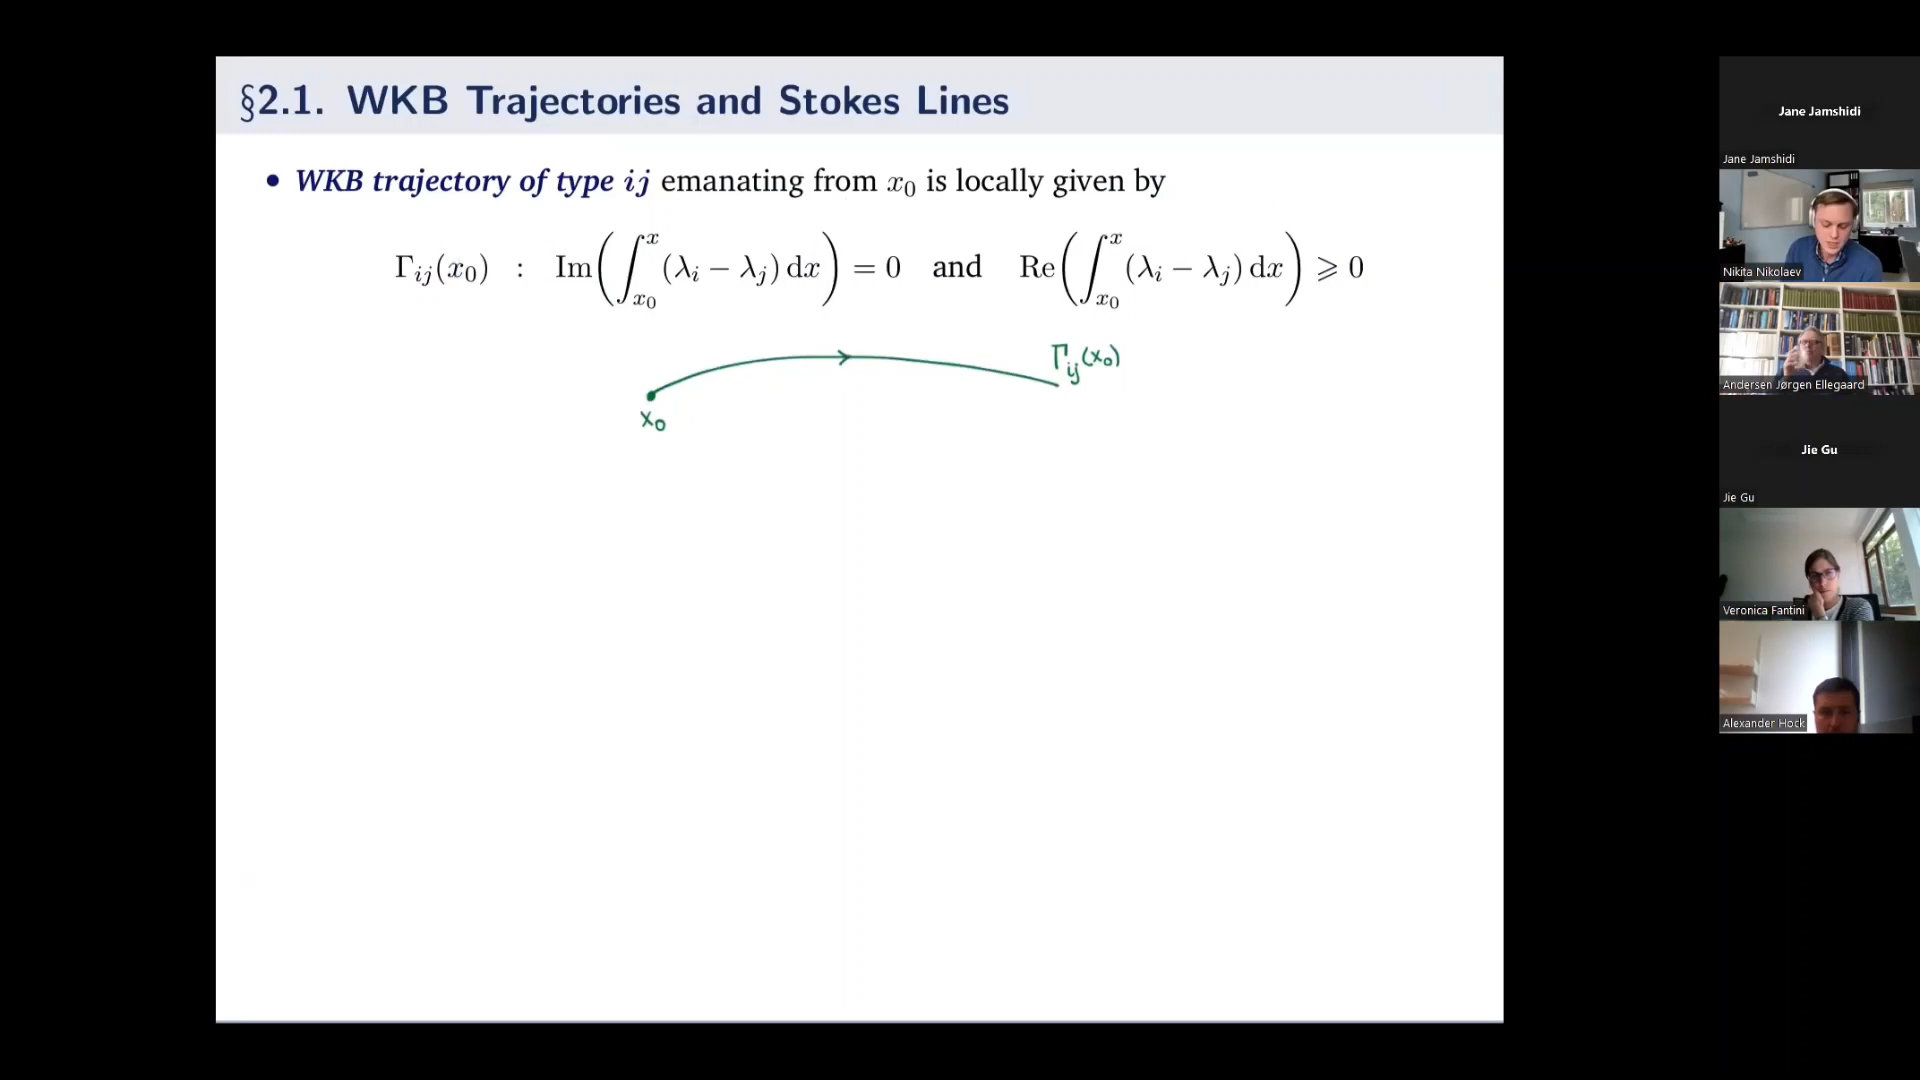 §2.1. WKB Trajectories and Stokes Lines
• WKB trajectory of type ij emanating from x₀ is locally given by
Γᵢⱼ(x₀) : Im(∫_{x₀}^{x} (λᵢ − λⱼ) dx) = 0 and Re(∫_{x₀}^{x} (λᵢ − λⱼ) dx) ⩾ 0
Γᵢⱼ(x₀)
x₀
Jane Jamshidi
Jane Jamshidi
Nikita Nikolaev
Andersen Jørgen Ellegaard
Jie Gu
Jie Gu
Veronica Fantini
Alexander Hock